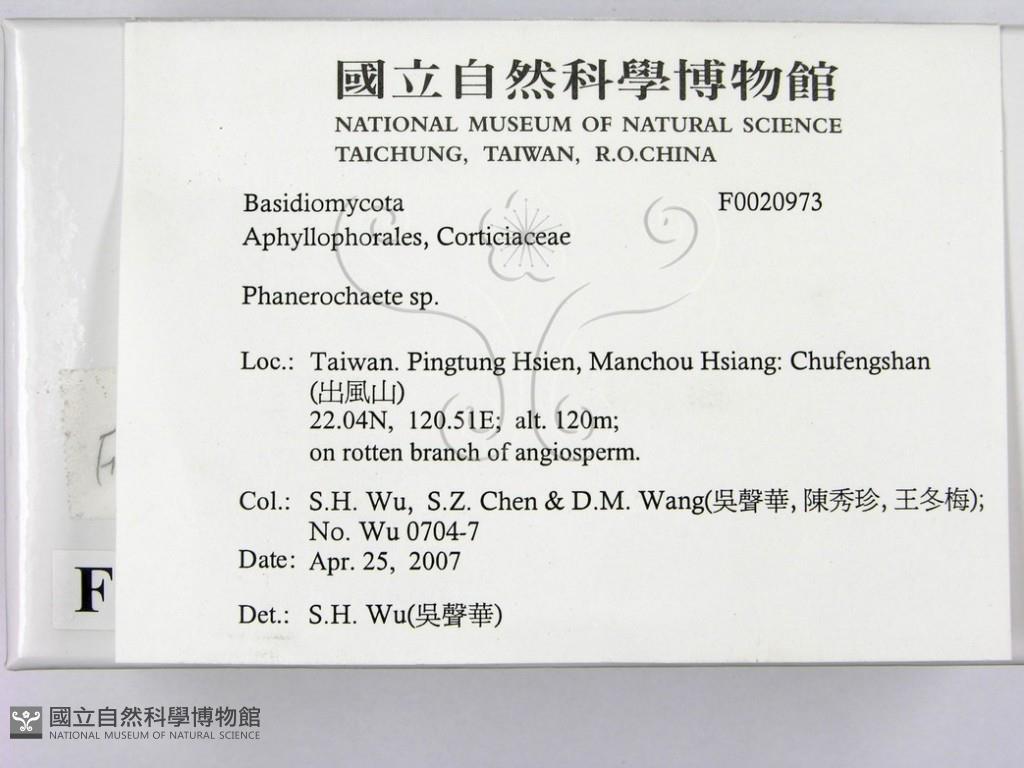 國立自然科學博物館
NATIONAL MUSEUM OF NATURAL SCIENCE
TAICHUNG, TAIWAN, R.O.CHINA
Basidiomycota F0020973
Aphyllophorales, Corticiaceae
Phanerochaete sp.
Loc.: Taiwan. Pingtung Hsien, Manchou Hsiang: Chufengshan
(出風山)
22.04N, 120.51E; alt. 120m;
on rotten branch of angiosperm.
Col.: S.H. Wu, S.Z. Chen & D.M. Wang(吳聲華, 陳秀珍, 王冬梅);
No. Wu 0704-7
Date: Apr. 25, 2007
Det.: S.H. Wu(吳聲華)
F
國立自然科學博物館
NATIONAL MUSEUM OF NATURAL SCIENCE